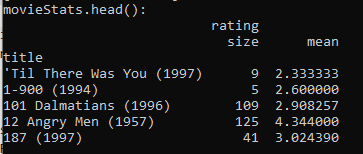 movieStats.head():
rating
size mean
title
'Til There Was You (1997) 9 2.333333
1-900 (1994) 5 2.600000
101 Dalmatians (1996) 109 2.908257
12 Angry Men (1957) 125 4.344000
187 (1997) 41 3.024390